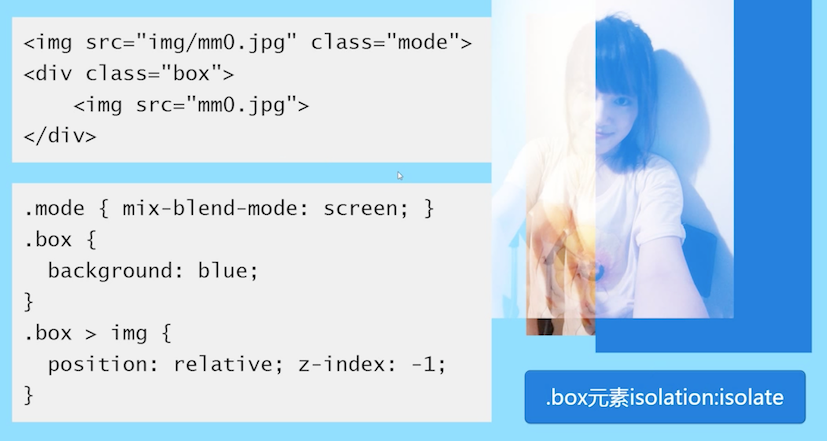 <img src="img/mm0.jpg" class="mode">
<div class="box">
    <img src="mm0.jpg">
</div>
.mode { mix-blend-mode: screen; }
.box {
  background: blue;
}
.box > img {
  position: relative; z-index: -1;
}
.box元素isolation:isolate